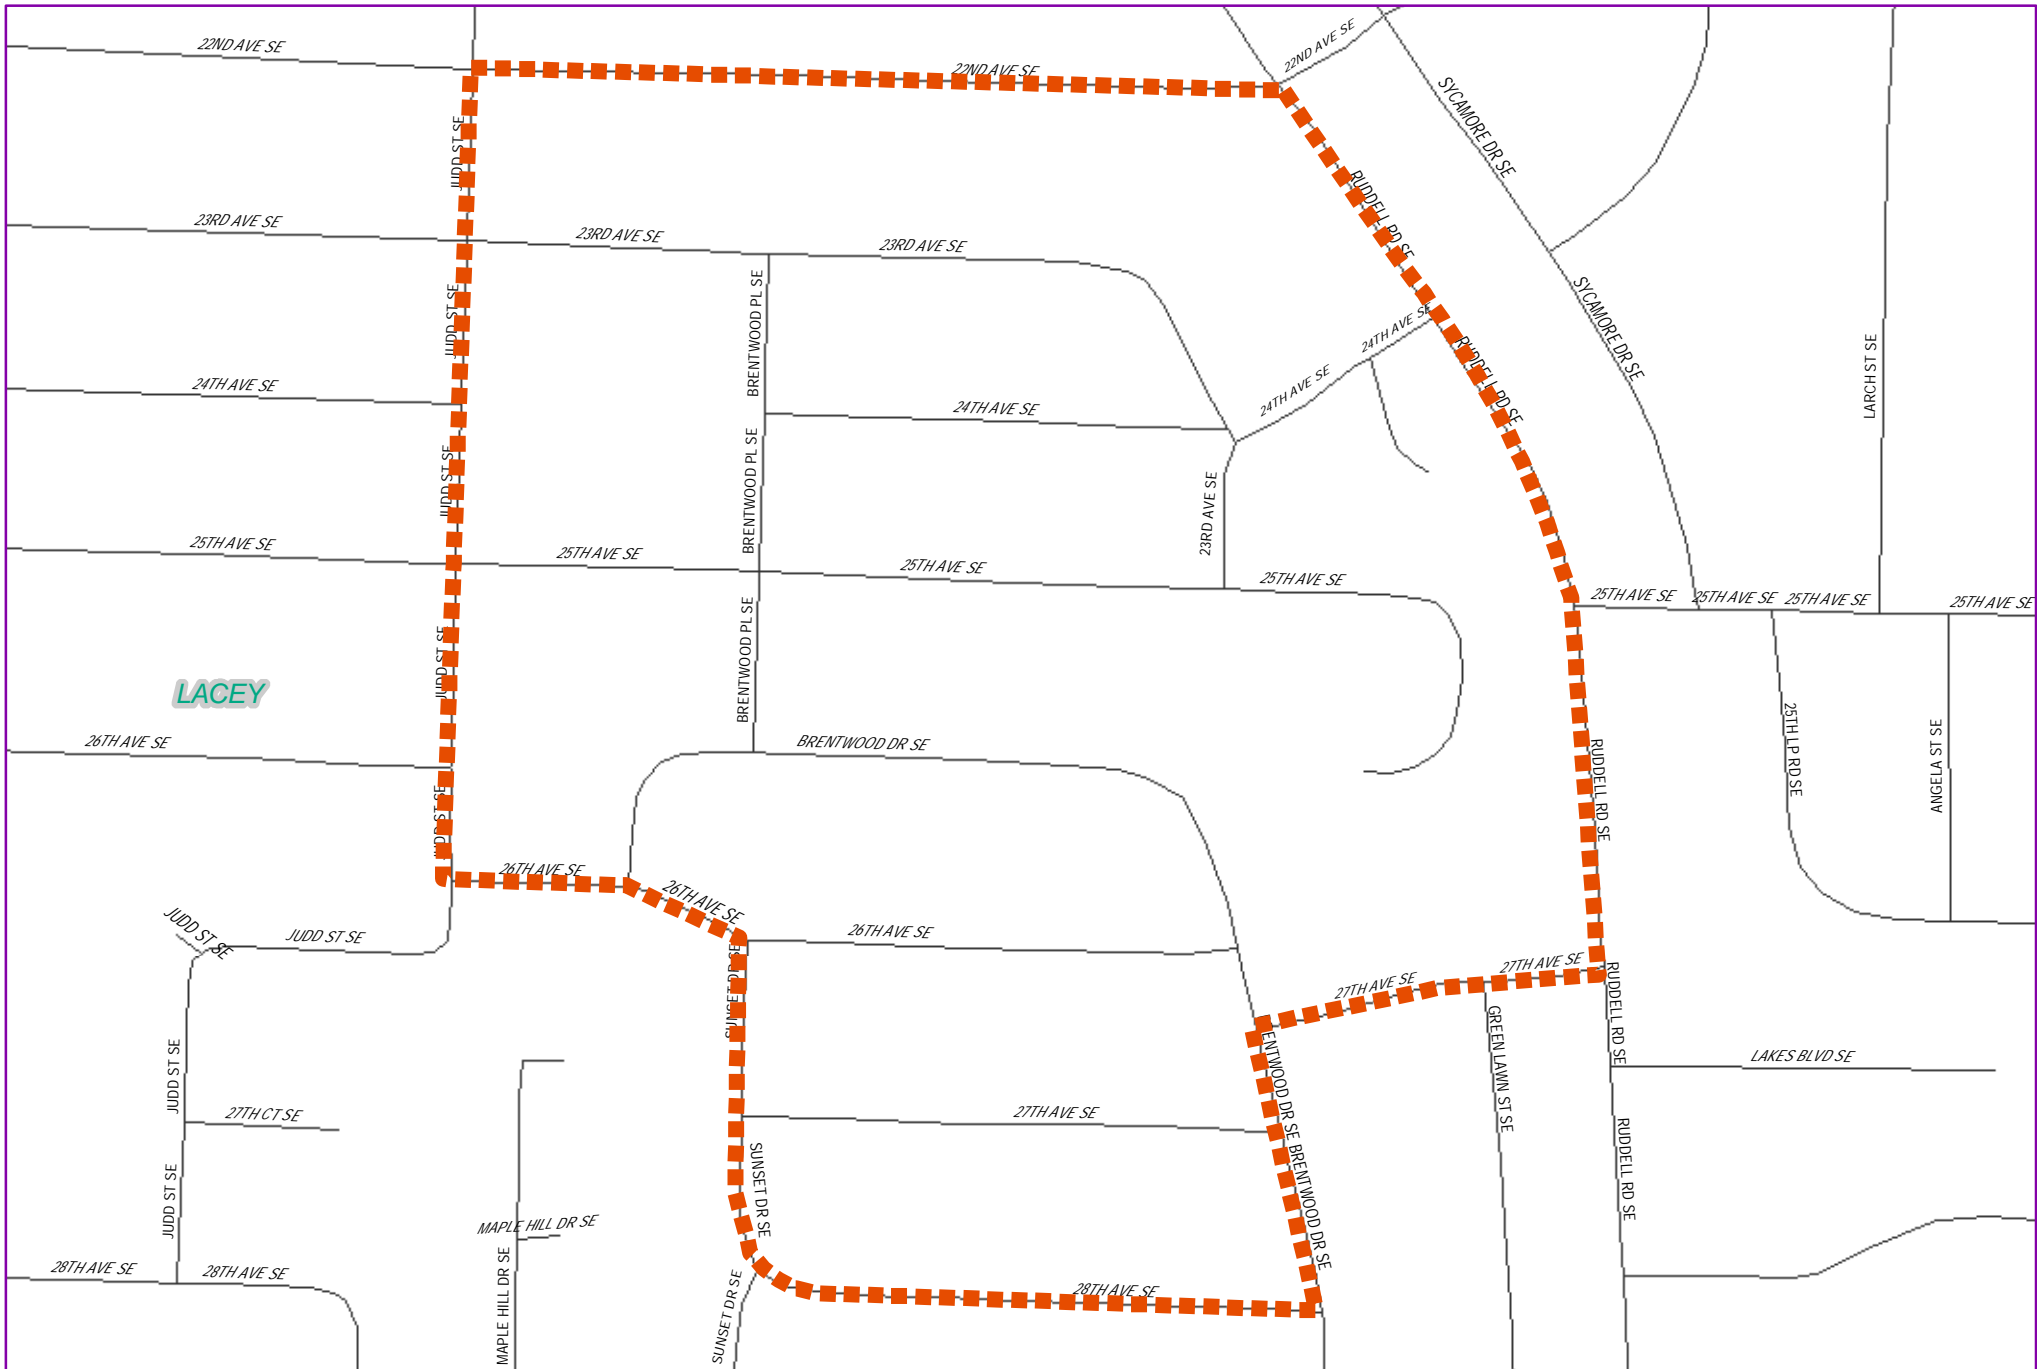 22ND AVE SE
22ND AVE SE
22ND AVE SE
SYCAMORE DR SE
JUDD ST SE
RUDDELL RD SE
23RD AVE SE
23RD AVE SE
23RD AVE SE
BRENTWOOD PL SE
JUDD ST SE
SYCAMORE DR SE
24TH AVE SE
RUDDELL RD SE
LARCH ST SE
24TH AVE SE
24TH AVE SE
24TH AVE SE
JUDD ST SE
BRENTWOOD PL SE
23RD AVE SE
25TH AVE SE
25TH AVE SE
25TH AVE SE
25TH AVE SE
25TH AVE SE
25TH AVE SE
25TH AVE SE
25TH AVE SE
BRENTWOOD PL SE
JUDD ST SE
LACEY
26TH AVE SE
BRENTWOOD DR SE
RUDDELL RD SE
25TH LP RD SE
ANGELA ST SE
JUDD ST SE
26TH AVE SE
26TH AVE SE
JUDD ST SE
JUDD ST SE
26TH AVE SE
SUNSET DR SE
27TH AVE SE
27TH AVE SE
RUDDELL RD SE
GREEN LAWN ST SE
LAKES BLVD SE
JUDD ST SE
27TH CT SE
27TH AVE SE
ENTWOOD DR SE
BRENTWOOD DR SE
RUDDELL RD SE
JUDD ST SE
SUNSET DR SE
MAPLE HILL DR SE
MAPLE HILL DR SE
28TH AVE SE
28TH AVE SE
SUNSET DR SE
28TH AVE SE